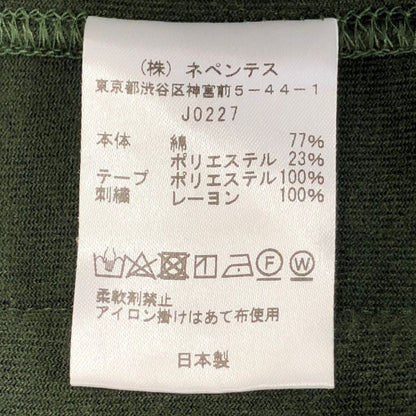 (株) ネペンテス
東京都渋谷区神宮前5-44-1
J0227
本体 綿 77%
ポリエステル 23%
テープ ポリエステル 100%
刺繍 レーヨン 100%
F W
柔軟剤禁止
アイロン掛けはあて布使用
日本製